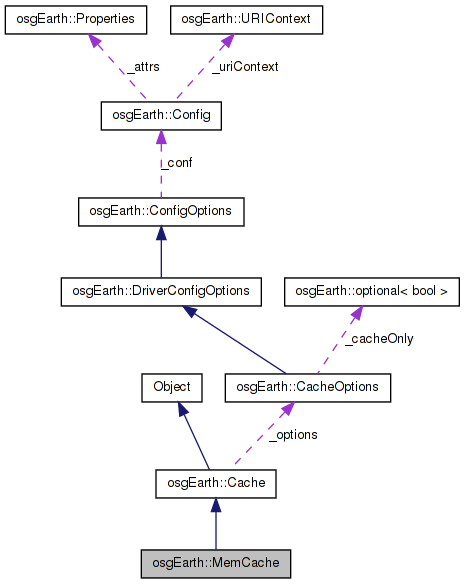 osgEarth::Properties
osgEarth::URIContext
_attrs
_uriContext
osgEarth::Config
_conf
osgEarth::ConfigOptions
osgEarth::DriverConfigOptions
osgEarth::optional< bool >
_cacheOnly
Object
osgEarth::CacheOptions
_options
osgEarth::Cache
osgEarth::MemCache